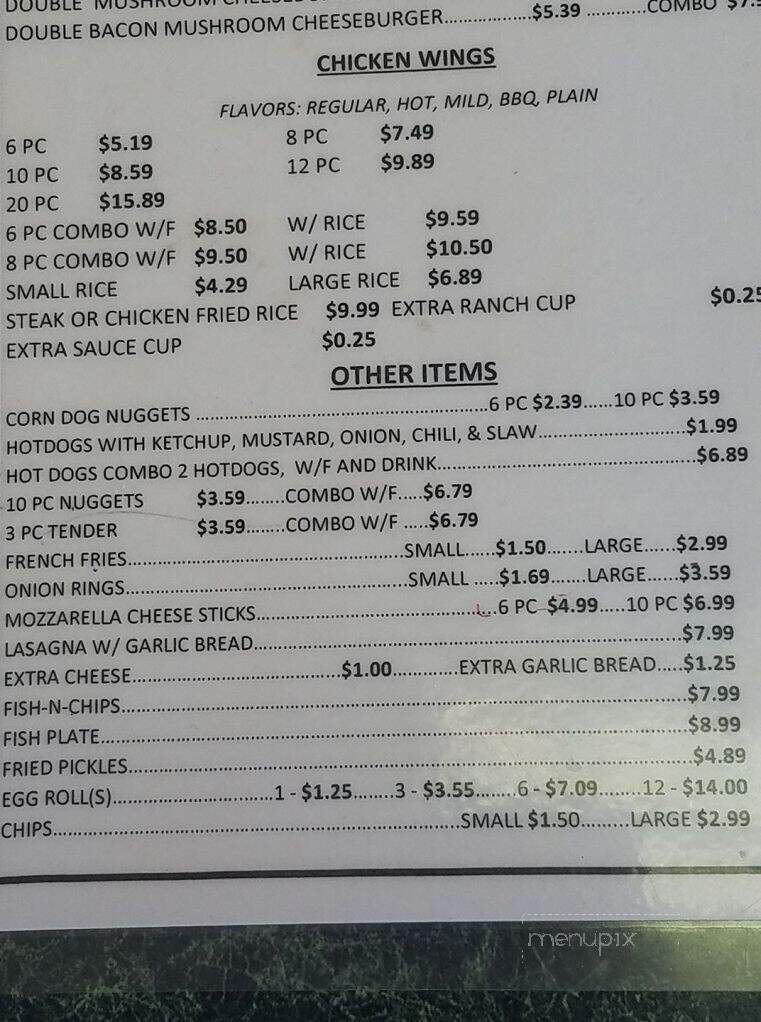 DOUBLE MUSHROOM
DOUBLE BACON MUSHROOM CHEESEBURGER..................$5.39 ............COMBO
CHICKEN WINGS
FLAVORS: REGULAR, HOT, MILD, BBQ, PLAIN
6 PC $5.19 8 PC $7.49
10 PC $8.59 12 PC $9.89
20 PC $15.89
6 PC COMBO W/F $8.50 W/ RICE $9.59
8 PC COMBO W/F $9.50 W/ RICE $10.50
SMALL RICE $4.29 LARGE RICE $6.89
STEAK OR CHICKEN FRIED RICE $9.99 EXTRA RANCH CUP $0.25
EXTRA SAUCE CUP $0.25
OTHER ITEMS
CORN DOG NUGGETS ............................................................6 PC $2.39......10 PC $3.59
HOTDOGS WITH KETCHUP, MUSTARD, ONION, CHILI, & SLAW...............................$1.99
HOT DOGS COMBO 2 HOTDOGS, W/F AND DRINK.....................................................$6.89
10 PC NUGGETS $3.59........COMBO W/F.....$6.79
3 PC TENDER $3.59........COMBO W/F .....$6.79
FRENCH FRIES.........................................................SMALL......$1.50.......LARGE......$2.99
ONION RINGS..........................................................SMALL .....$1.69.......LARGE......$3.59
MOZZARELLA CHEESE STICKS..................................................6 PC $4.99.....10 PC $6.99
LASAGNA W/ GARLIC BREAD.........................................................................................$7.99
EXTRA CHEESE...........................................$1.00.............EXTRA GARLIC BREAD.....$1.25
FISH-N-CHIPS....................................................................................................................$7.99
FISH PLATE........................................................................................................................$8.99
FRIED PICKLES...................................................................................................................$4.89
EGG ROLL(S).................................1 - $1.25........3 - $3.55........6 - $7.09........12 - $14.00
CHIPS.....................................................................................SMALL $1.50.........LARGE $2.99
menupix